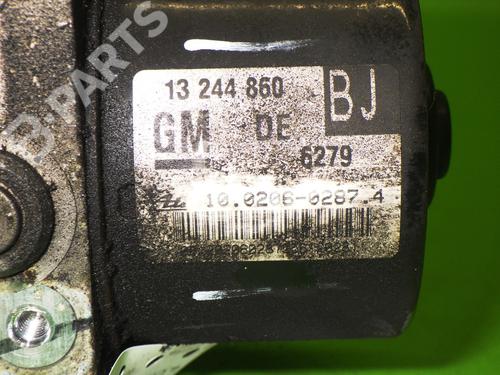 B-PARTS
13 244 860
BJ
GM DE
6279
10.0206-0287.4